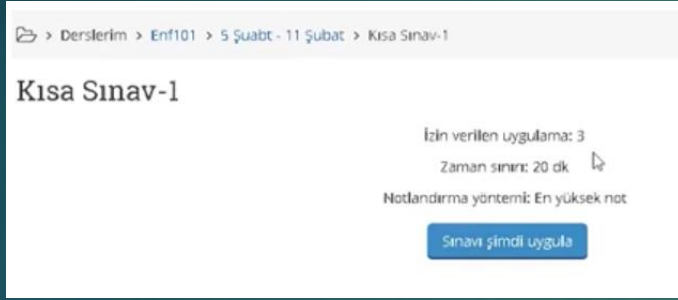 > Derslerim > Enf101 > 5 Şuabt - 11 Şubat > Kısa Sınav-1
Kısa Sınav-1
İzin verilen uygulama: 3
Zaman sınırı: 20 dk
Notlandırma yöntemi: En yüksek not
Sınavı şimdi uygula